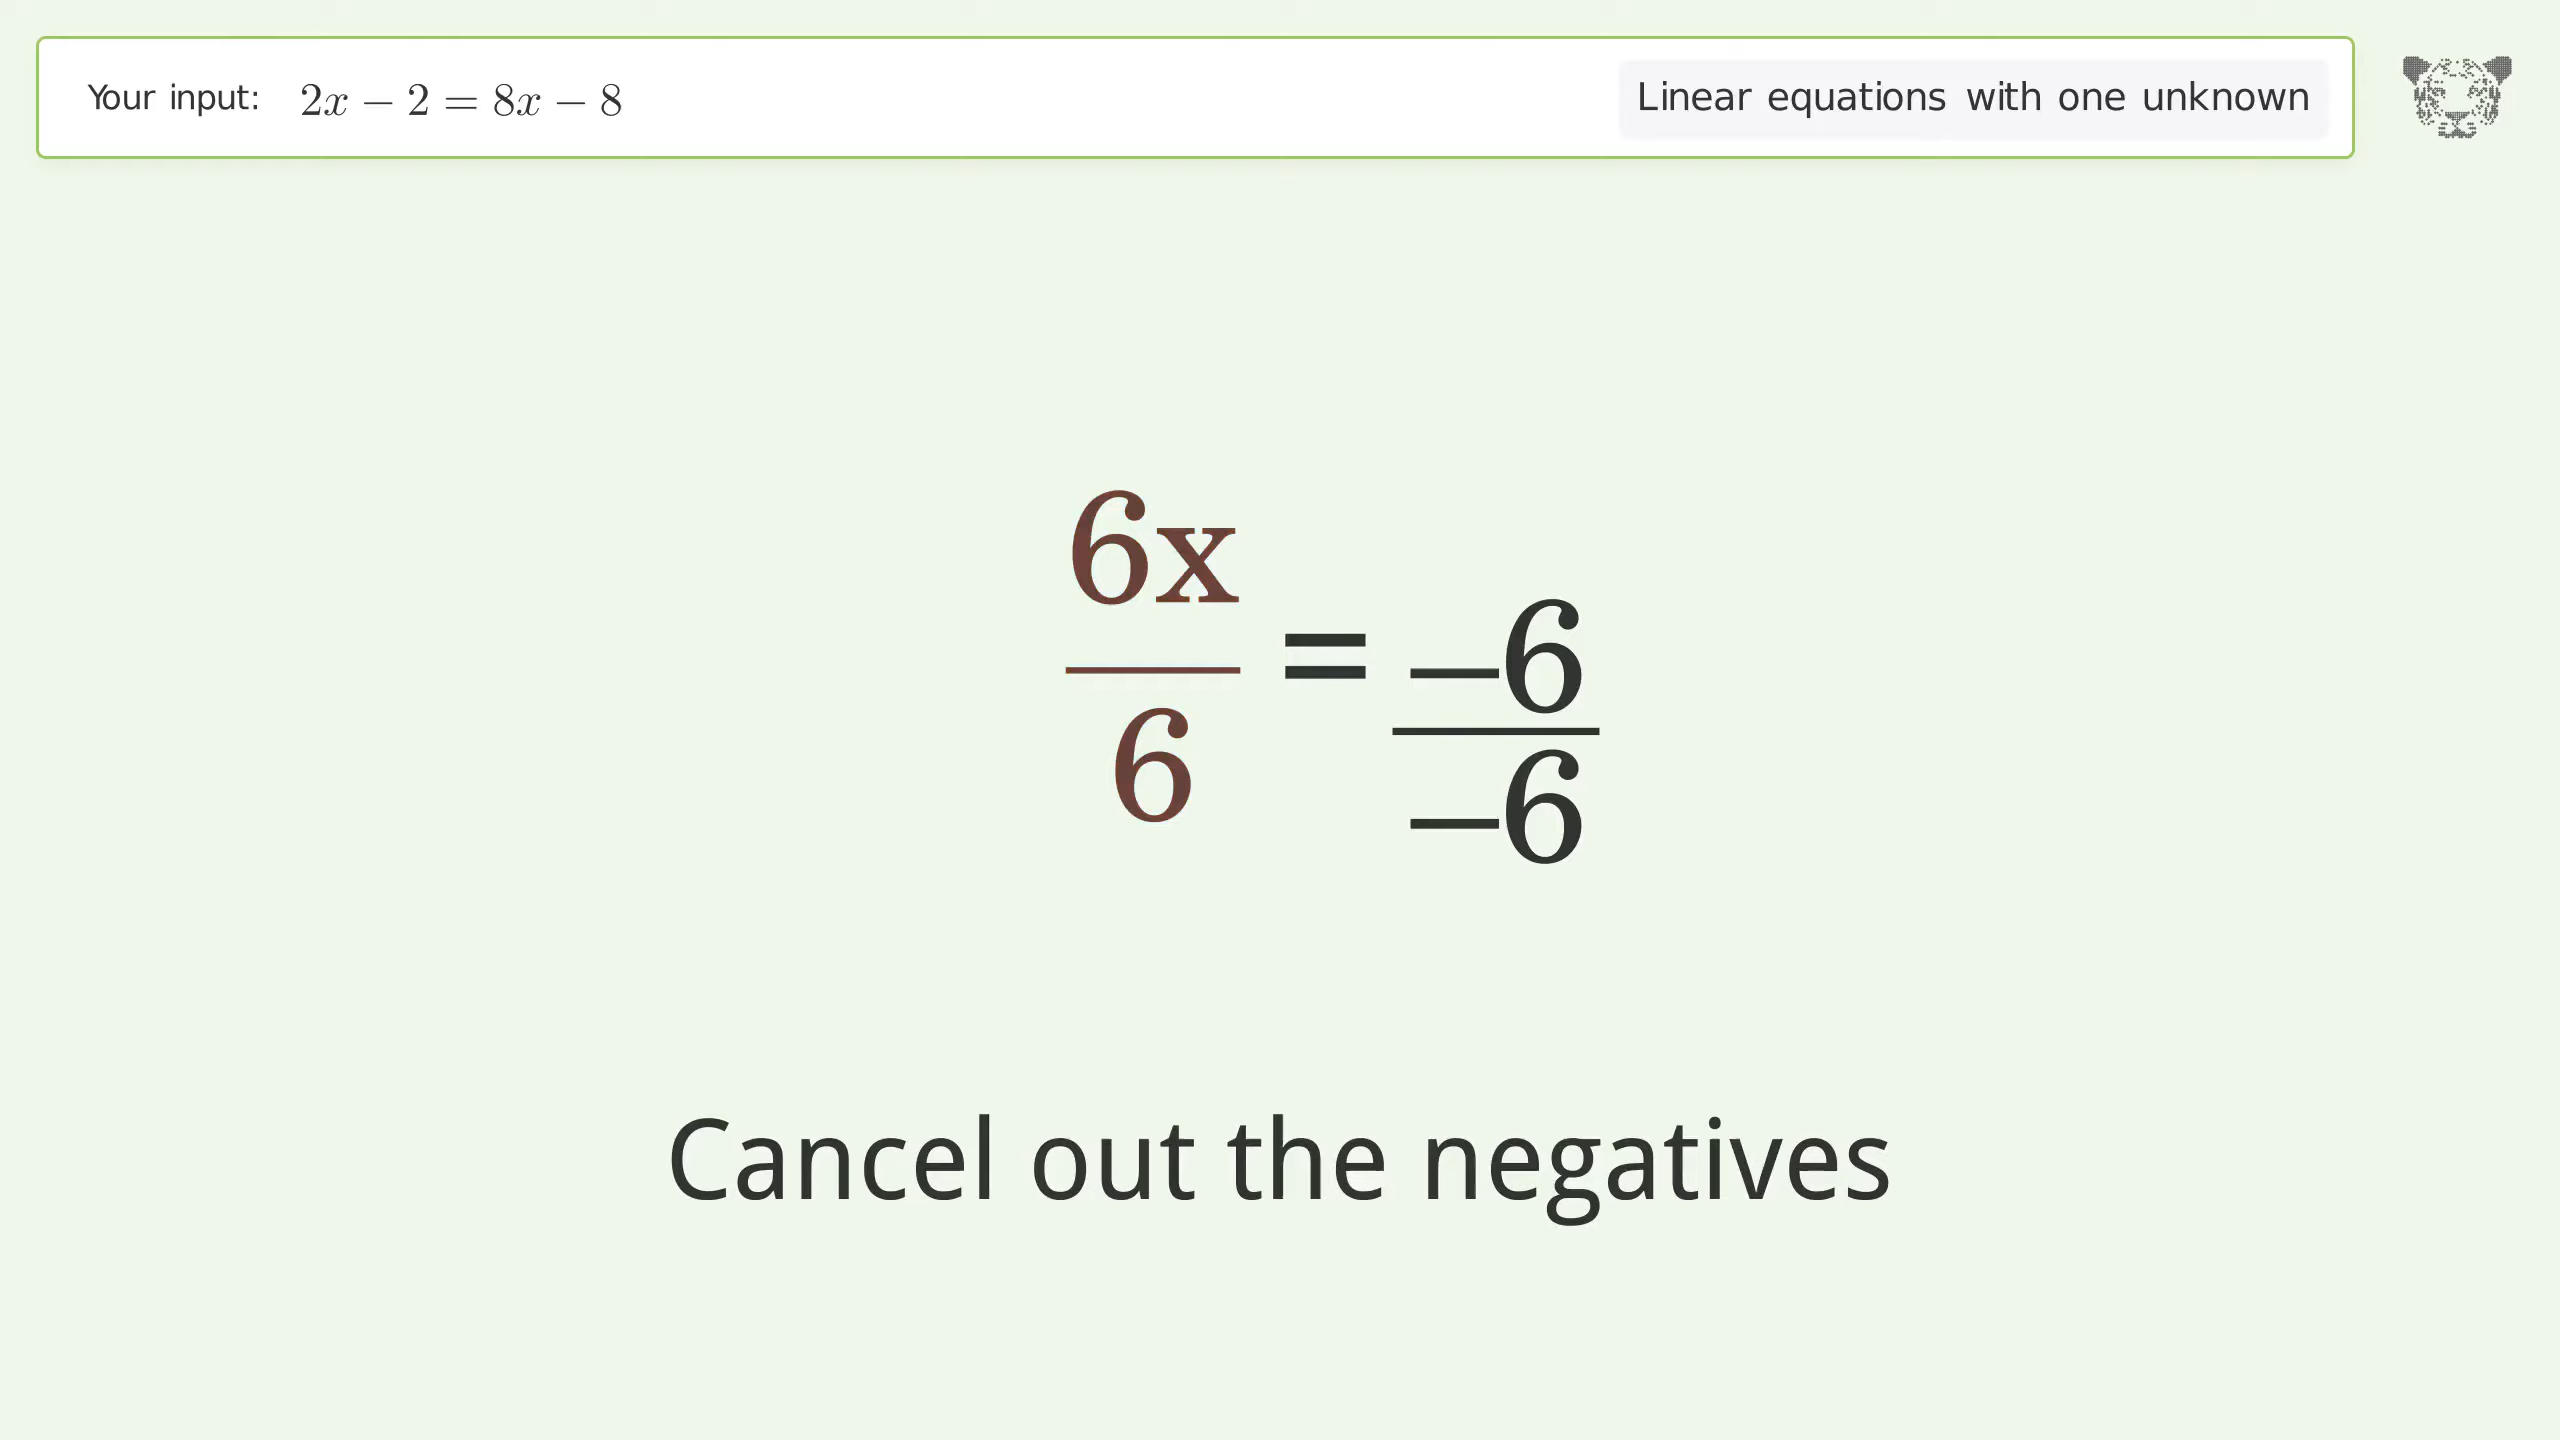 Your input: 2x − 2 = 8x − 8
Linear equations with one unknown
6x/6 = −6/−6
Cancel out the negatives